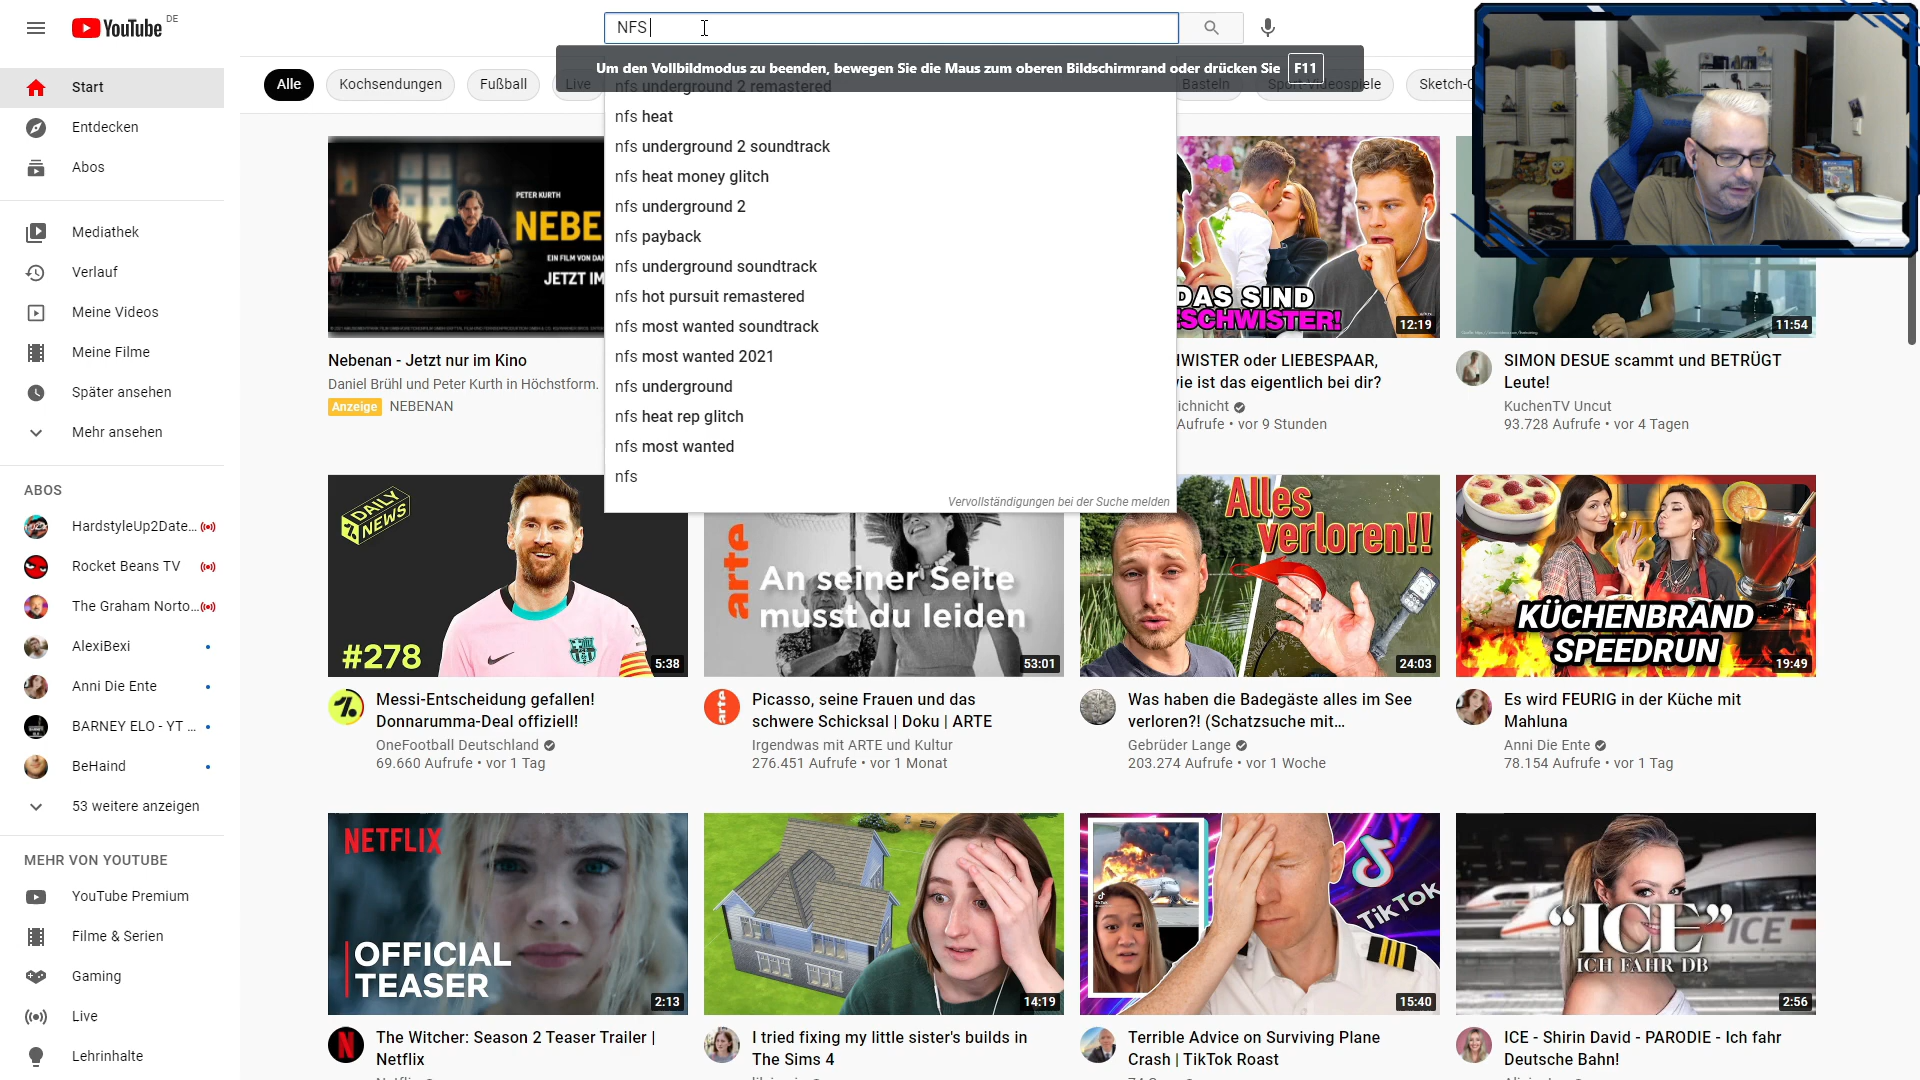 YouTube DE
NFS
Um den Vollbildmodus zu beenden, bewegen Sie die Maus zum oberen Bildschirmrand oder drücken Sie F11
Alle
Kochsendungen
Fußball
Live
Basteln
Sport-Videospiele
Sketch-C
nfs underground 2 remastered
nfs heat
nfs underground 2 soundtrack
nfs heat money glitch
nfs underground 2
nfs payback
nfs underground soundtrack
nfs hot pursuit remastered
nfs most wanted soundtrack
nfs most wanted 2021
nfs underground
nfs heat rep glitch
nfs most wanted
nfs
Vervollständigungen bei der Suche melden
Start
Entdecken
Abos
Mediathek
Verlauf
Meine Videos
Meine Filme
Später ansehen
Mehr ansehen
ABOS
HardstyleUp2Date...
Rocket Beans TV
The Graham Norto...
AlexiBexi
Anni Die Ente
BARNEY ELO - YT ...
BeHaind
53 weitere anzeigen
MEHR VON YOUTUBE
YouTube Premium
Filme & Serien
Gaming
Live
Lehrinhalte
PETER KURTH
NEBE
EIN FILM VON DAN
JETZT IM
Nebenan - Jetzt nur im Kino
Daniel Brühl und Peter Kurth in Höchstform.
Anzeige NEBENAN
DAS SIND
SCHWISTER!
12:19
HWISTER oder LIEBESPAAR,
vie ist das eigentlich bei dir?
ichnicht
Aufrufe • vor 9 Stunden
11:54
SIMON DESUE scammt und BETRÜGT
Leute!
KuchenTV Uncut
93.728 Aufrufe • vor 4 Tagen
DAILY
NEWS
#278
5:38
Messi-Entscheidung gefallen!
Donnarumma-Deal offiziell!
OneFootball Deutschland
69.660 Aufrufe • vor 1 Tag
arte
An seiner Seite
musst du leiden
53:01
arte
Picasso, seine Frauen und das
schwere Schicksal | Doku | ARTE
Irgendwas mit ARTE und Kultur
276.451 Aufrufe • vor 1 Monat
Alles
verloren!!
24:03
Was haben die Badegäste alles im See
verloren?! (Schatzsuche mit...
Gebrüder Lange
203.274 Aufrufe • vor 1 Woche
KÜCHENBRAND
SPEEDRUN
19:49
Es wird FEURIG in der Küche mit
Mahluna
Anni Die Ente
78.154 Aufrufe • vor 1 Tag
NETFLIX
OFFICIAL
TEASER
2:13
N
The Witcher: Season 2 Teaser Trailer |
Netflix
14:19
I tried fixing my little sister's builds in
The Sims 4
TikTok
15:40
Terrible Advice on Surviving Plane
Crash | TikTok Roast
ICE
“ICE”
ICH FAHR DB
2:56
ICE - Shirin David - PARODIE - Ich fahr
Deutsche Bahn!